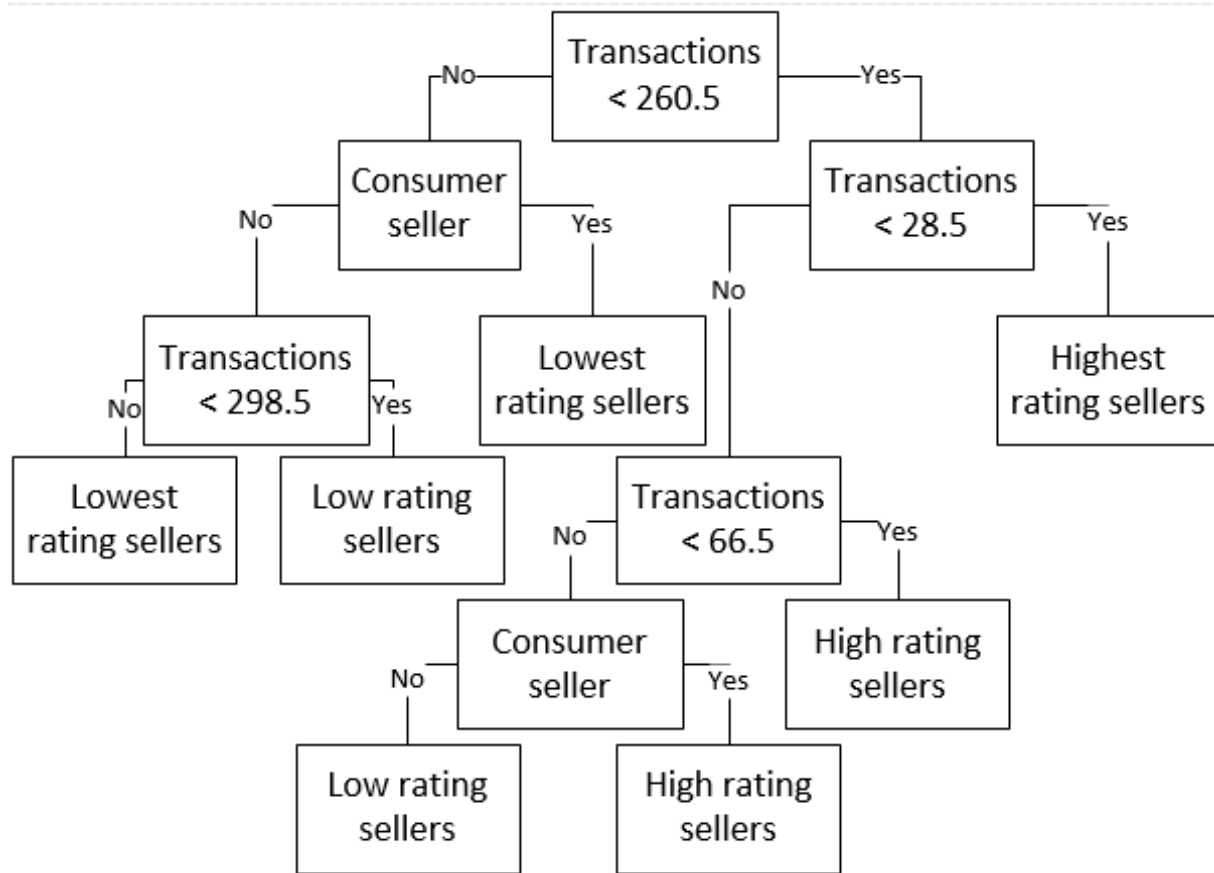 Transactions
< 260.5
No
Yes
Consumer
seller
Transactions
< 28.5
No
Yes
Yes
No
Transactions
< 298.5
Lowest
rating sellers
Highest
rating sellers
No
Yes
Lowest
rating sellers
Low rating
sellers
Transactions
< 66.5
No
Yes
Consumer
seller
High rating
sellers
No
Yes
Low rating
sellers
High rating
sellers